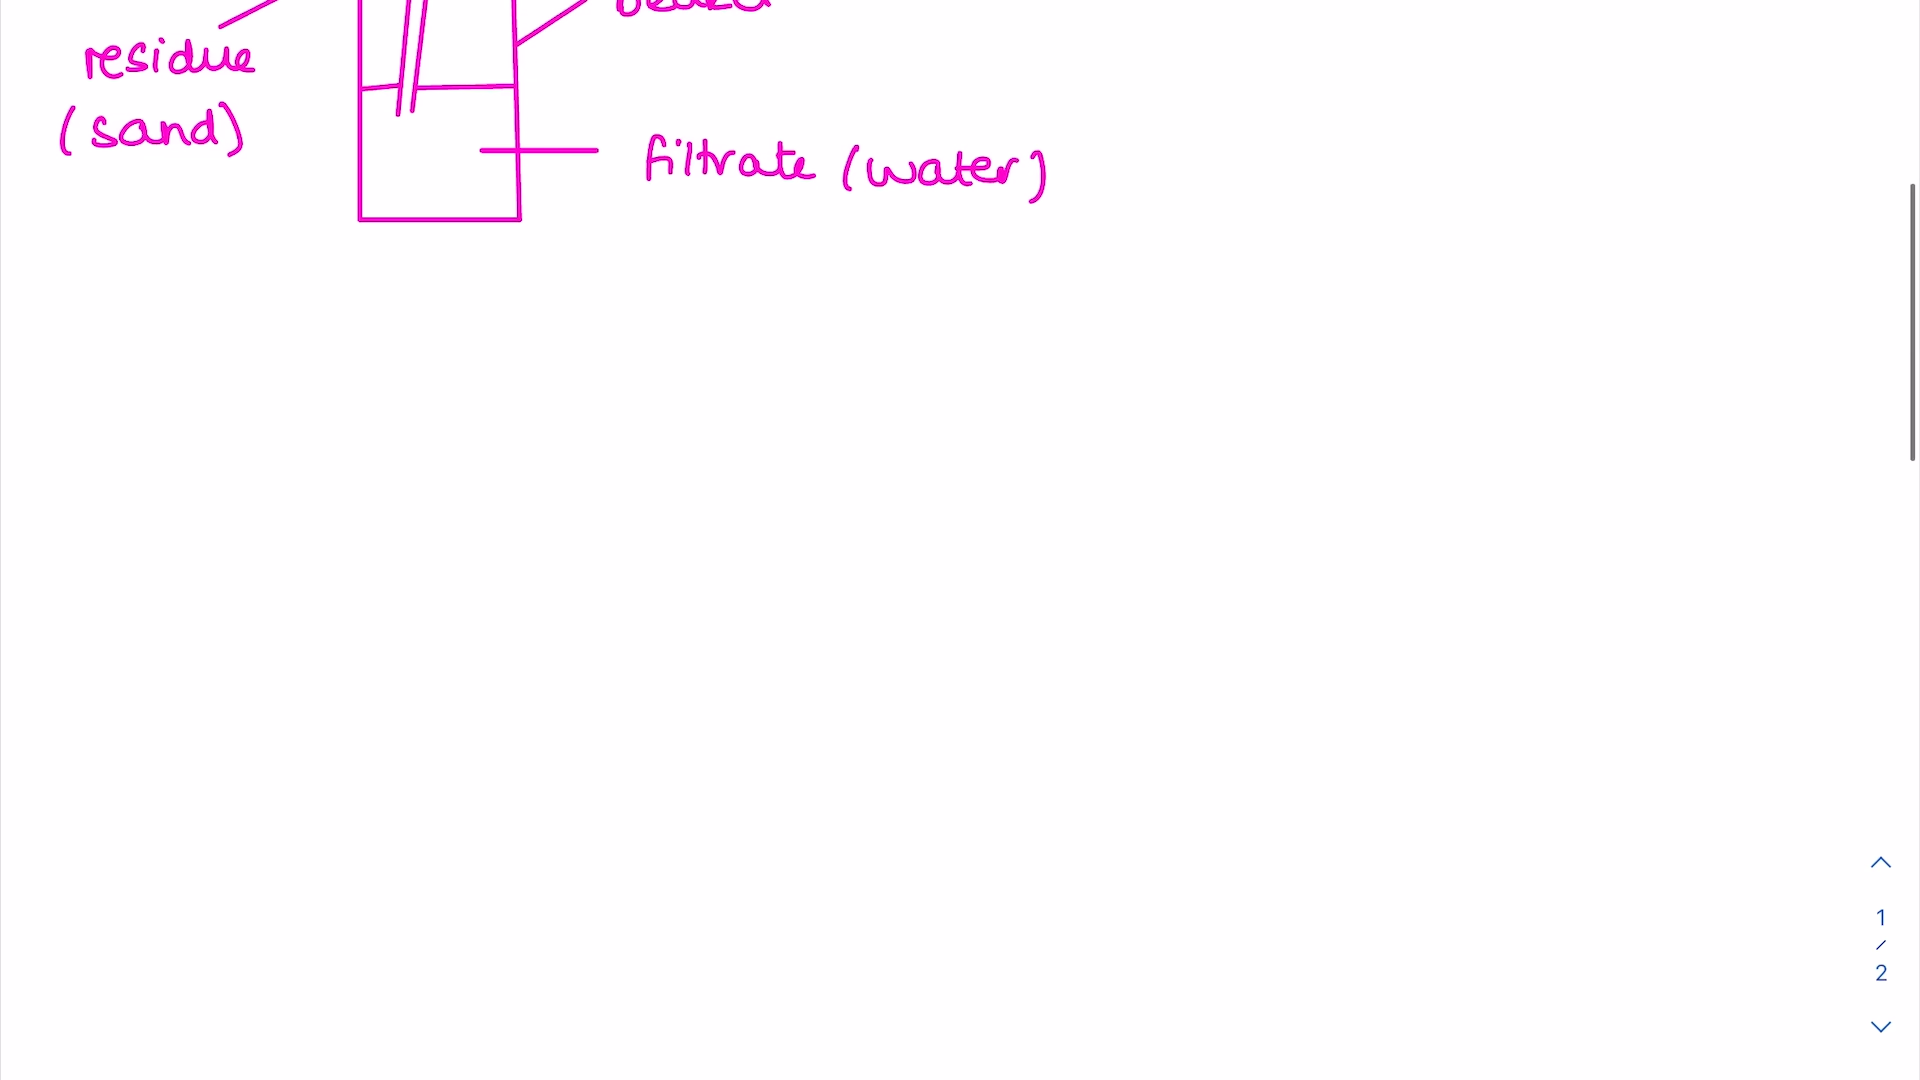 residue
(sand)
filtrate (water)
1
/
2